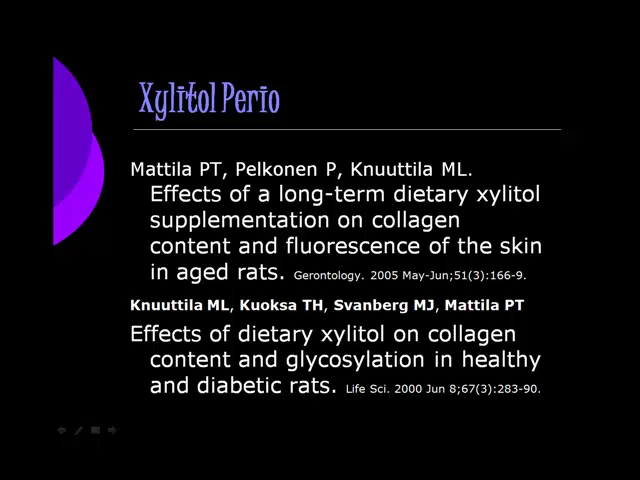 Xylitol Perio
Mattila PT, Pelkonen P, Knuuttila ML.
Effects of a long-term dietary xylitol
supplementation on collagen
content and fluorescence of the skin
in aged rats. Gerontology. 2005 May-Jun;51(3):166-9.
Knuuttila ML, Kuoksa TH, Svanberg MJ, Mattila PT
Effects of dietary xylitol on collagen
content and glycosylation in healthy
and diabetic rats. Life Sci. 2000 Jun 8;67(3):283-90.